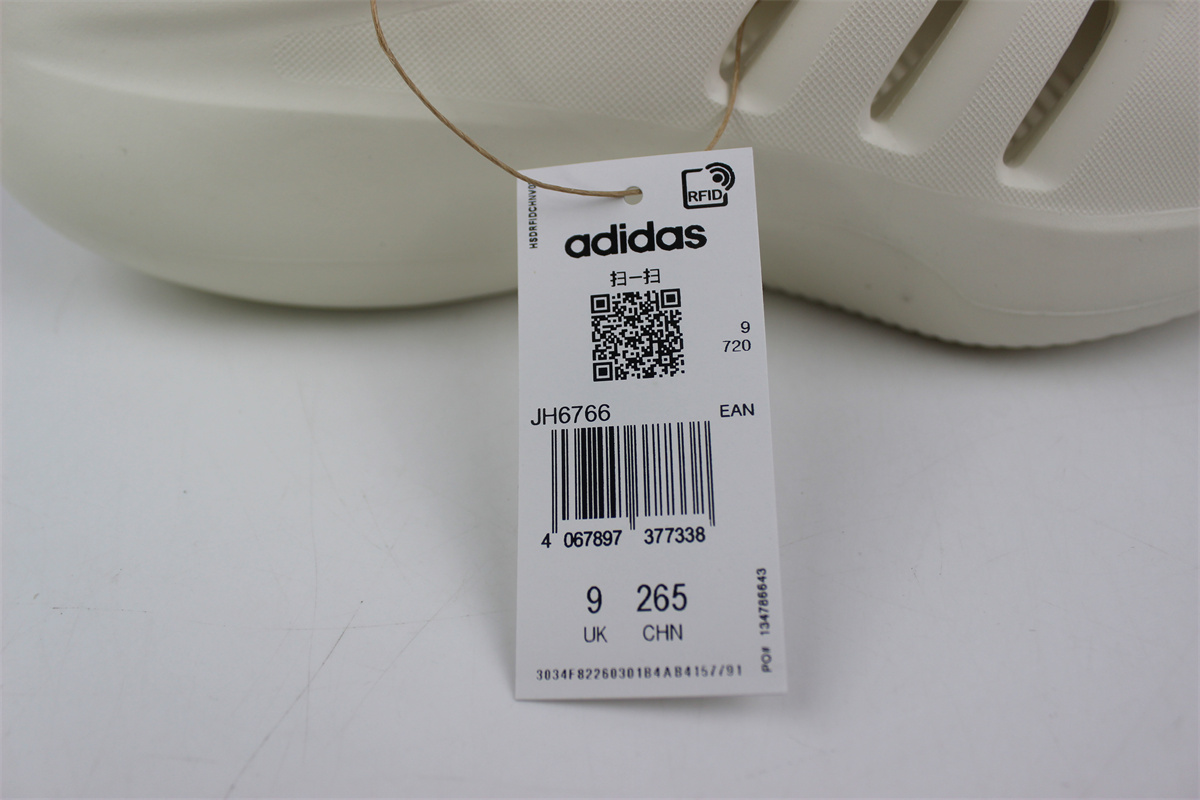 RFID
HSDRFIDCHNV0
adidas
扫一扫
9
720
JH6766
EAN
4 067897 377338
9 265
UK CHN
PO# 134786643
3034F82260301B4AB4157791